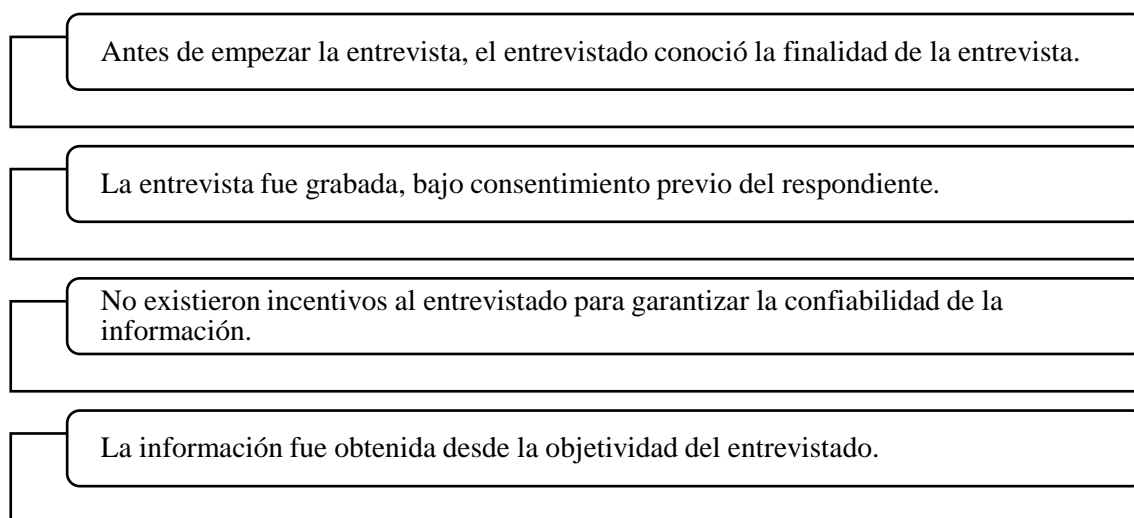 Antes de empezar la entrevista, el entrevistado conoció la finalidad de la entrevista.
La entrevista fue grabada, bajo consentimiento previo del respondiente.
No existieron incentivos al entrevistado para garantizar la confiabilidad de la
información.
La información fue obtenida desde la objetividad del entrevistado.